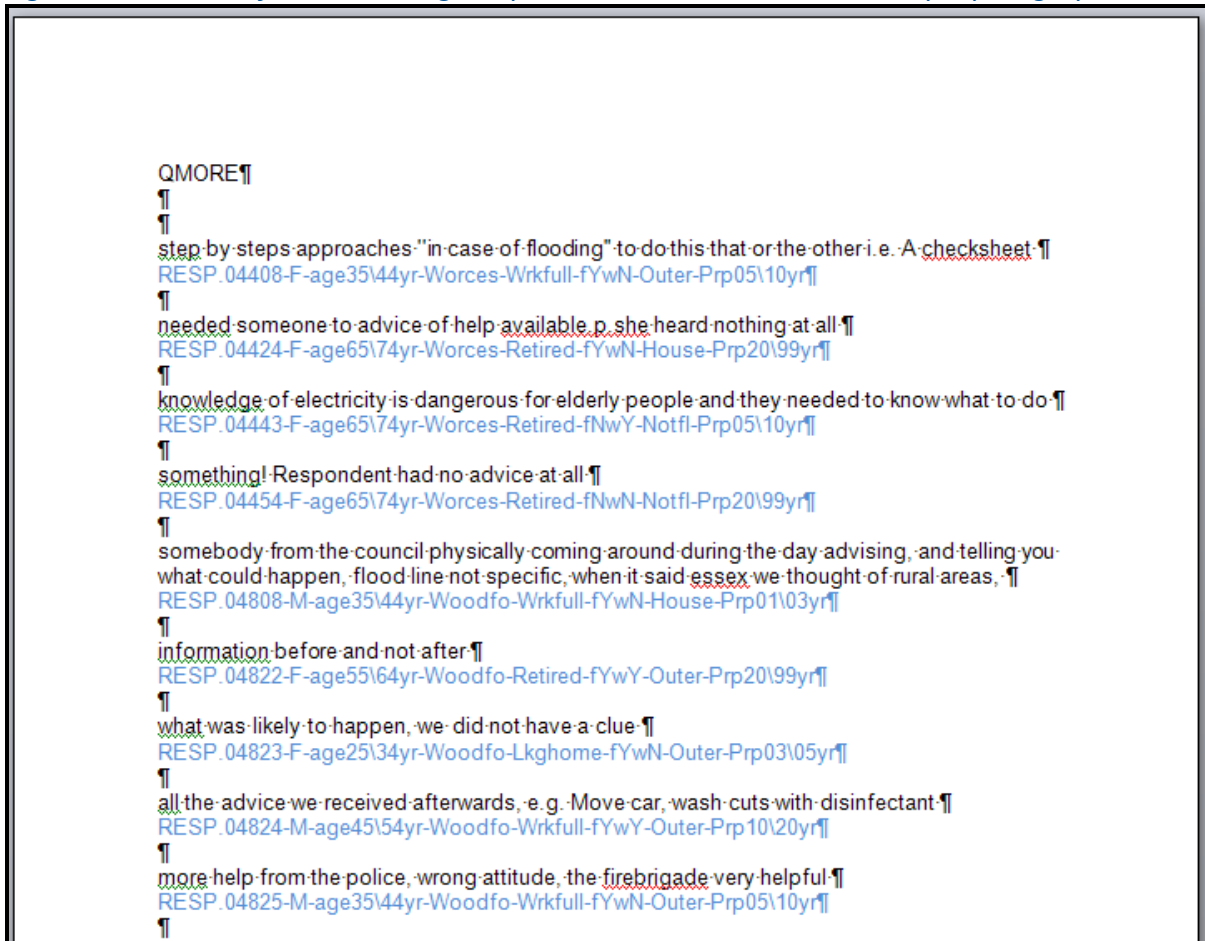 QMORE¶
¶
¶
step·by·steps·approaches·"in·case·of·flooding"·to·do·this·that·or·the·other·i.e.·A·checksheet·¶
RESP.04408-F-age35\44yr-Worces-Wrkfull-fYwN-Outer-Prp05\10yr¶
¶
needed·someone·to·advice·of·help·available.p.she·heard·nothing·at·all·¶
RESP.04424-F-age65\74yr-Worces-Retired-fYwN-House-Prp20\99yr¶
¶
knowledge·of·electricity·is·dangerous·for·elderly·people·and·they·needed·to·know·what·to·do·¶
RESP.04443-F-age65\74yr-Worces-Retired-fNwY-Notfl-Prp05\10yr¶
¶
something!·Respondent·had·no·advice·at·all·¶
RESP.04454-F-age65\74yr-Worces-Retired-fNwN-Notfl-Prp20\99yr¶
¶
somebody·from·the·council·physically·coming·around·during·the·day·advising,·and·telling·you·
what·could·happen,·flood·line·not·specific,·when·it·said·essex·we·thought·of·rural·areas,·¶
RESP.04808-M-age35\44yr-Woodfo-Wrkfull-fYwN-House-Prp01\03yr¶
¶
information·before·and·not·after·¶
RESP.04822-F-age55\64yr-Woodfo-Retired-fYwY-Outer-Prp20\99yr¶
¶
what·was·likely·to·happen,·we·did·not·have·a·clue·¶
RESP.04823-F-age25\34yr-Woodfo-Lkghome-fYwN-Outer-Prp03\05yr¶
¶
all·the·advice·we·received·afterwards,·e.g.·Move·car,·wash·cuts·with·disinfectant·¶
RESP.04824-M-age45\54yr-Woodfo-Wrkfull-fYwY-Outer-Prp10\20yr¶
¶
more·help·from·the·police,·wrong·attitude,·the·firebrigade·very·helpful·¶
RESP.04825-M-age35\44yr-Woodfo-Wrkfull-fYwN-Outer-Prp05\10yr¶
¶